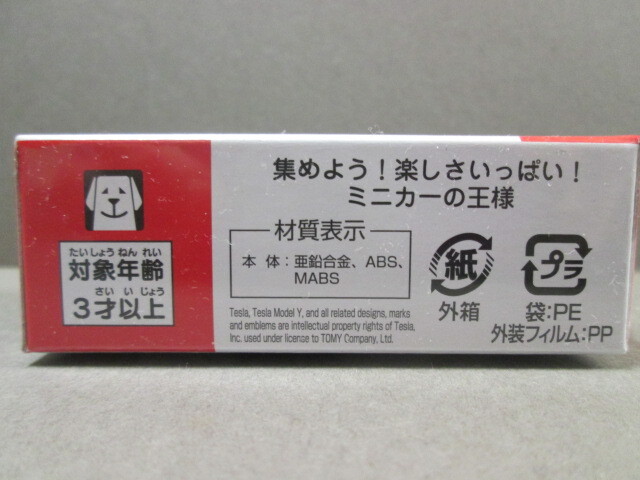 たいしょうねんれい
対象年齢
さいいじょう
3才以上
集めよう！楽しさいっぱい！
ミニカーの王様
材質表示
本 体：亜鉛合金、ABS、
MABS
Tesla, Tesla Model Y, and all related designs, marks
and emblems are intellectual property rights of Tesla,
Inc. used under license to TOMY Company, Ltd.
紙
外箱
プラ
袋:PE
外装フィルム:PP